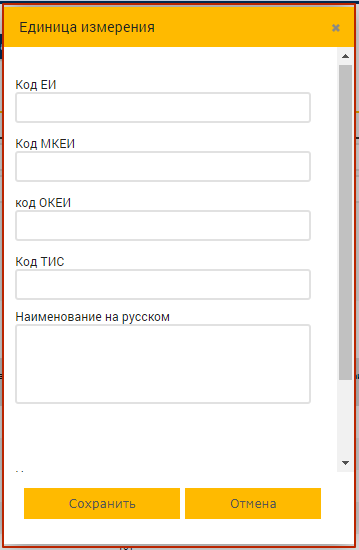 Единица измерения
Код ЕИ
Код МКЕИ
код ОКЕИ
Код ТИС
Наименование на русском
Сохранить
Отмена